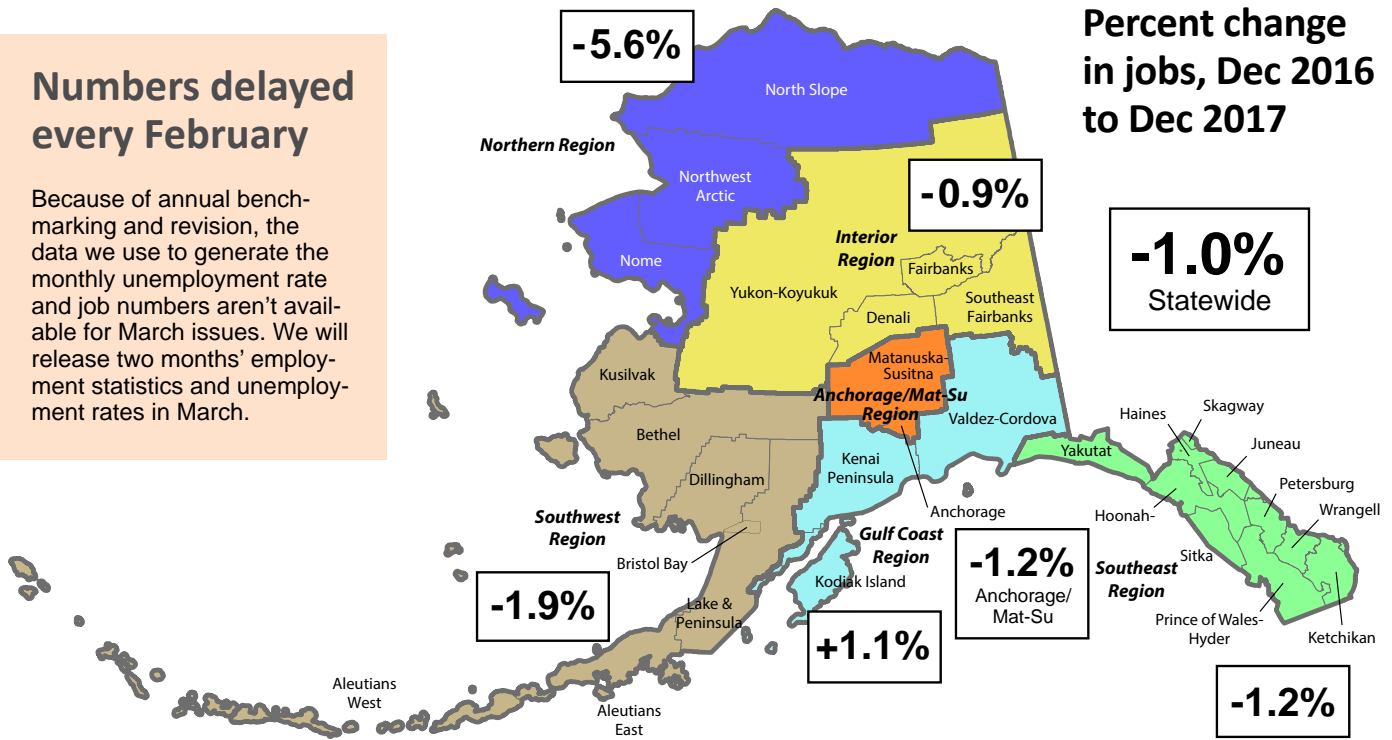 Numbers delayed
every February
Because of annual bench-
marking and revision, the
data we use to generate the
monthly unemployment rate
and job numbers aren’t avail-
able for March issues. We will
release two months’ employ-
ment statistics and unemploy-
ment rates in March.
Percent change
in jobs, Dec 2016
to Dec 2017
-1.0%
Statewide
-5.6%
North Slope
Northern Region
Northwest
Arctic
Nome
-0.9%
Interior
Region
Fairbanks
Yukon-Koyukuk
Southeast
Fairbanks
Denali
Matanuska-
Susitna
Anchorage/Mat-Su
Region
Kusilvak
Bethel
Dillingham
Valdez-Cordova
Kenai
Peninsula
Anchorage
Southwest
Region
Bristol Bay
Gulf Coast
Region
Kodiak Island
-1.9%
Lake &
Peninsula
+1.1%
-1.2%
Anchorage/
Mat-Su
Aleutians
West
Aleutians
East
Yakutat
Haines
Skagway
Juneau
Petersburg
Wrangell
Hoonah-
Sitka
Southeast
Region
Prince of Wales-
Hyder
Ketchikan
-1.2%